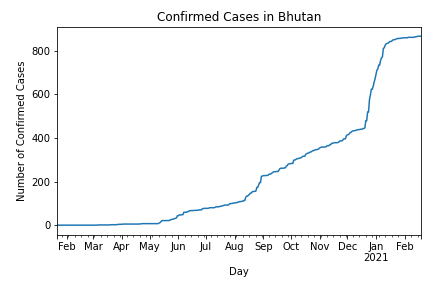 Confirmed Cases in Bhutan
Number of Confirmed Cases
800
600
400
200
0
Feb Mar Apr May Jun Jul Aug Sep Oct Nov Dec Jan Feb
2021
Day